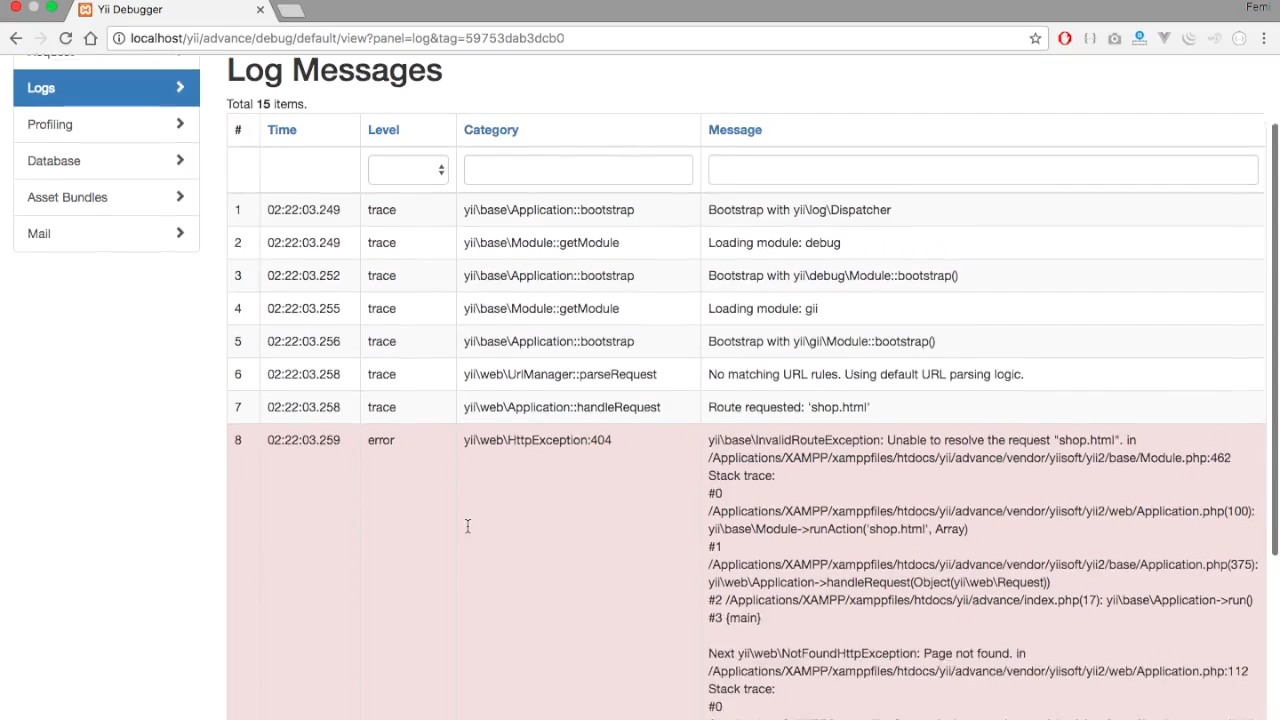 Yii Debugger
Femi
localhost/yii/advance/debug/default/view?panel=log&tag=59753dab3dcb0
Request
Logs
Profiling
Database
Asset Bundles
Mail
Log Messages
Total 15 items.
# Time Level Category Message
1 02:22:03.249 trace yii\base\Application::bootstrap Bootstrap with yii\log\Dispatcher
2 02:22:03.249 trace yii\base\Module::getModule Loading module: debug
3 02:22:03.252 trace yii\base\Application::bootstrap Bootstrap with yii\debug\Module::bootstrap()
4 02:22:03.255 trace yii\base\Module::getModule Loading module: gii
5 02:22:03.256 trace yii\base\Application::bootstrap Bootstrap with yii\gii\Module::bootstrap()
6 02:22:03.258 trace yii\web\UrlManager::parseRequest No matching URL rules. Using default URL parsing logic.
7 02:22:03.258 trace yii\web\Application::handleRequest Route requested: 'shop.html'
8 02:22:03.259 error yii\web\HttpException:404 yii\base\InvalidRouteException: Unable to resolve the request "shop.html". in
/Applications/XAMPP/xamppfiles/htdocs/yii/advance/vendor/yiisoft/yii2/base/Module.php:462
Stack trace:
#0
/Applications/XAMPP/xamppfiles/htdocs/yii/advance/vendor/yiisoft/yii2/web/Application.php(100):
yii\base\Module->runAction('shop.html', Array)
#1
/Applications/XAMPP/xamppfiles/htdocs/yii/advance/vendor/yiisoft/yii2/base/Application.php(375):
yii\web\Application->handleRequest(Object(yii\web\Request))
#2 /Applications/XAMPP/xamppfiles/htdocs/yii/advance/index.php(17): yii\base\Application->run()
#3 {main}
Next yii\web\NotFoundHttpException: Page not found. in
/Applications/XAMPP/xamppfiles/htdocs/yii/advance/vendor/yiisoft/yii2/web/Application.php:112
Stack trace:
#0